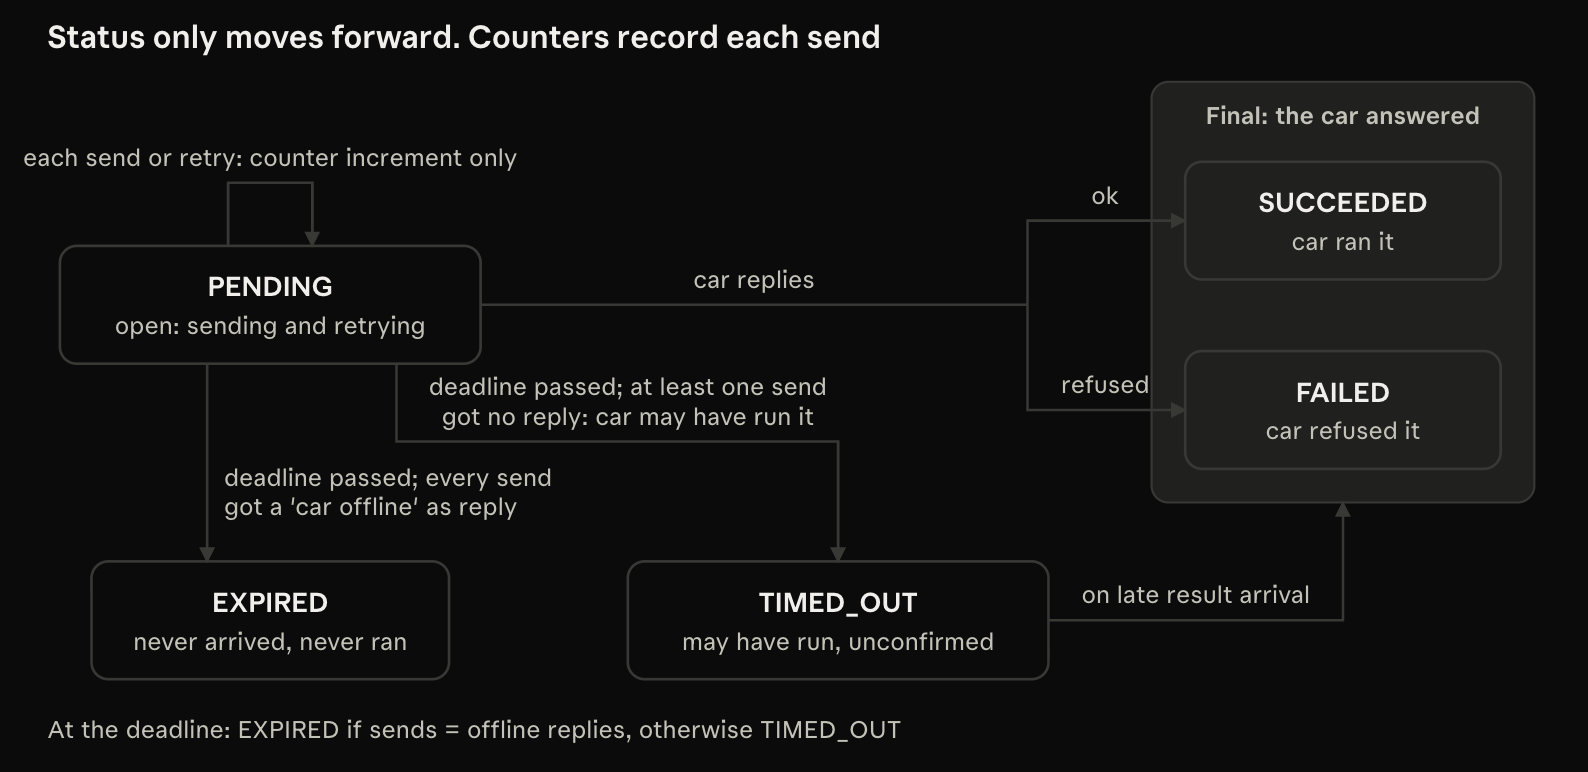 Status only moves forward. Counters record each send
Final: the car answered
each send or retry: counter increment only
ok
SUCCEEDED
car ran it
PENDING
open: sending and retrying
car replies
refused
FAILED
car refused it
deadline passed; at least one send
got no reply: car may have run it
deadline passed; every send
got a 'car offline' as reply
EXPIRED
never arrived, never ran
TIMED_OUT
may have run, unconfirmed
on late result arrival
At the deadline: EXPIRED if sends = offline replies, otherwise TIMED_OUT